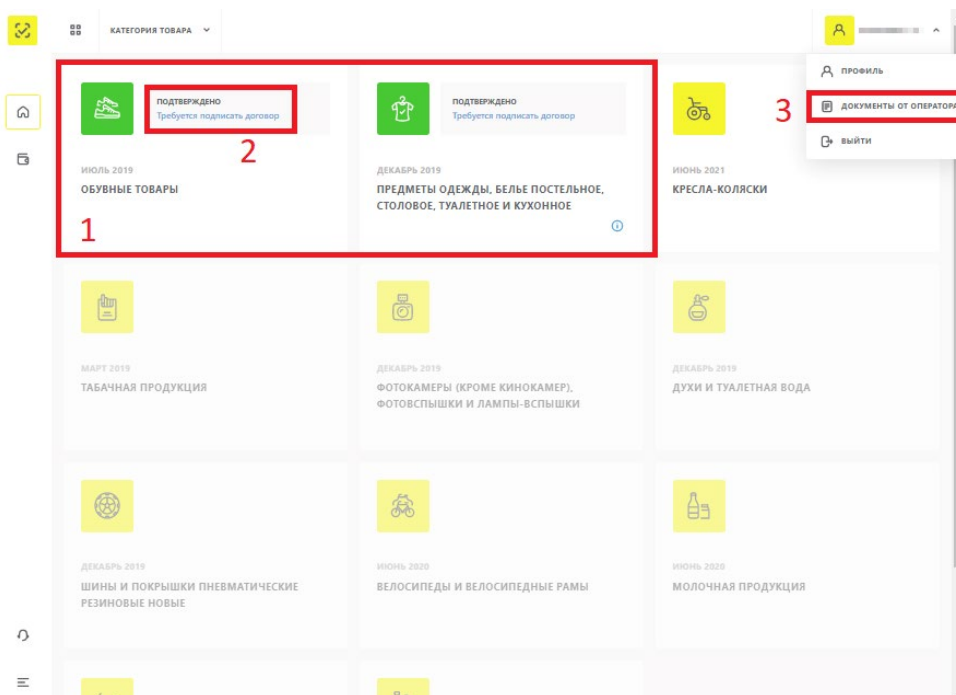 КАТЕГОРИЯ ТОВАРА
ПРОФИЛЬ
ДОКУМЕНТЫ ОТ ОПЕРАТОРА
ВЫЙТИ
3
ПОДТВЕРЖДЕНО
Требуется подписать договор
2
ИЮЛЬ 2019
ОБУВНЫЕ ТОВАРЫ
1
ПОДТВЕРЖДЕНО
Требуется подписать договор
ДЕКАБРЬ 2019
ПРЕДМЕТЫ ОДЕЖДЫ, БЕЛЬЕ ПОСТЕЛЬНОЕ,
СТОЛОВОЕ, ТУАЛЕТНОЕ И КУХОННОЕ
ИЮНЬ 2021
КРЕСЛА-КОЛЯСКИ
МАРТ 2019
ТАБАЧНАЯ ПРОДУКЦИЯ
ДЕКАБРЬ 2019
ФОТОКАМЕРЫ (КРОМЕ КИНОКАМЕР),
ФОТОВСПЫШКИ И ЛАМПЫ-ВСПЫШКИ
ДЕКАБРЬ 2019
ДУХИ И ТУАЛЕТНАЯ ВОДА
ДЕКАБРЬ 2019
ШИНЫ И ПОКРЫШКИ ПНЕВМАТИЧЕСКИЕ
РЕЗИНОВЫЕ НОВЫЕ
ИЮНЬ 2020
ВЕЛОСИПЕДЫ И ВЕЛОСИПЕДНЫЕ РАМЫ
ИЮНЬ 2020
МОЛОЧНАЯ ПРОДУКЦИЯ